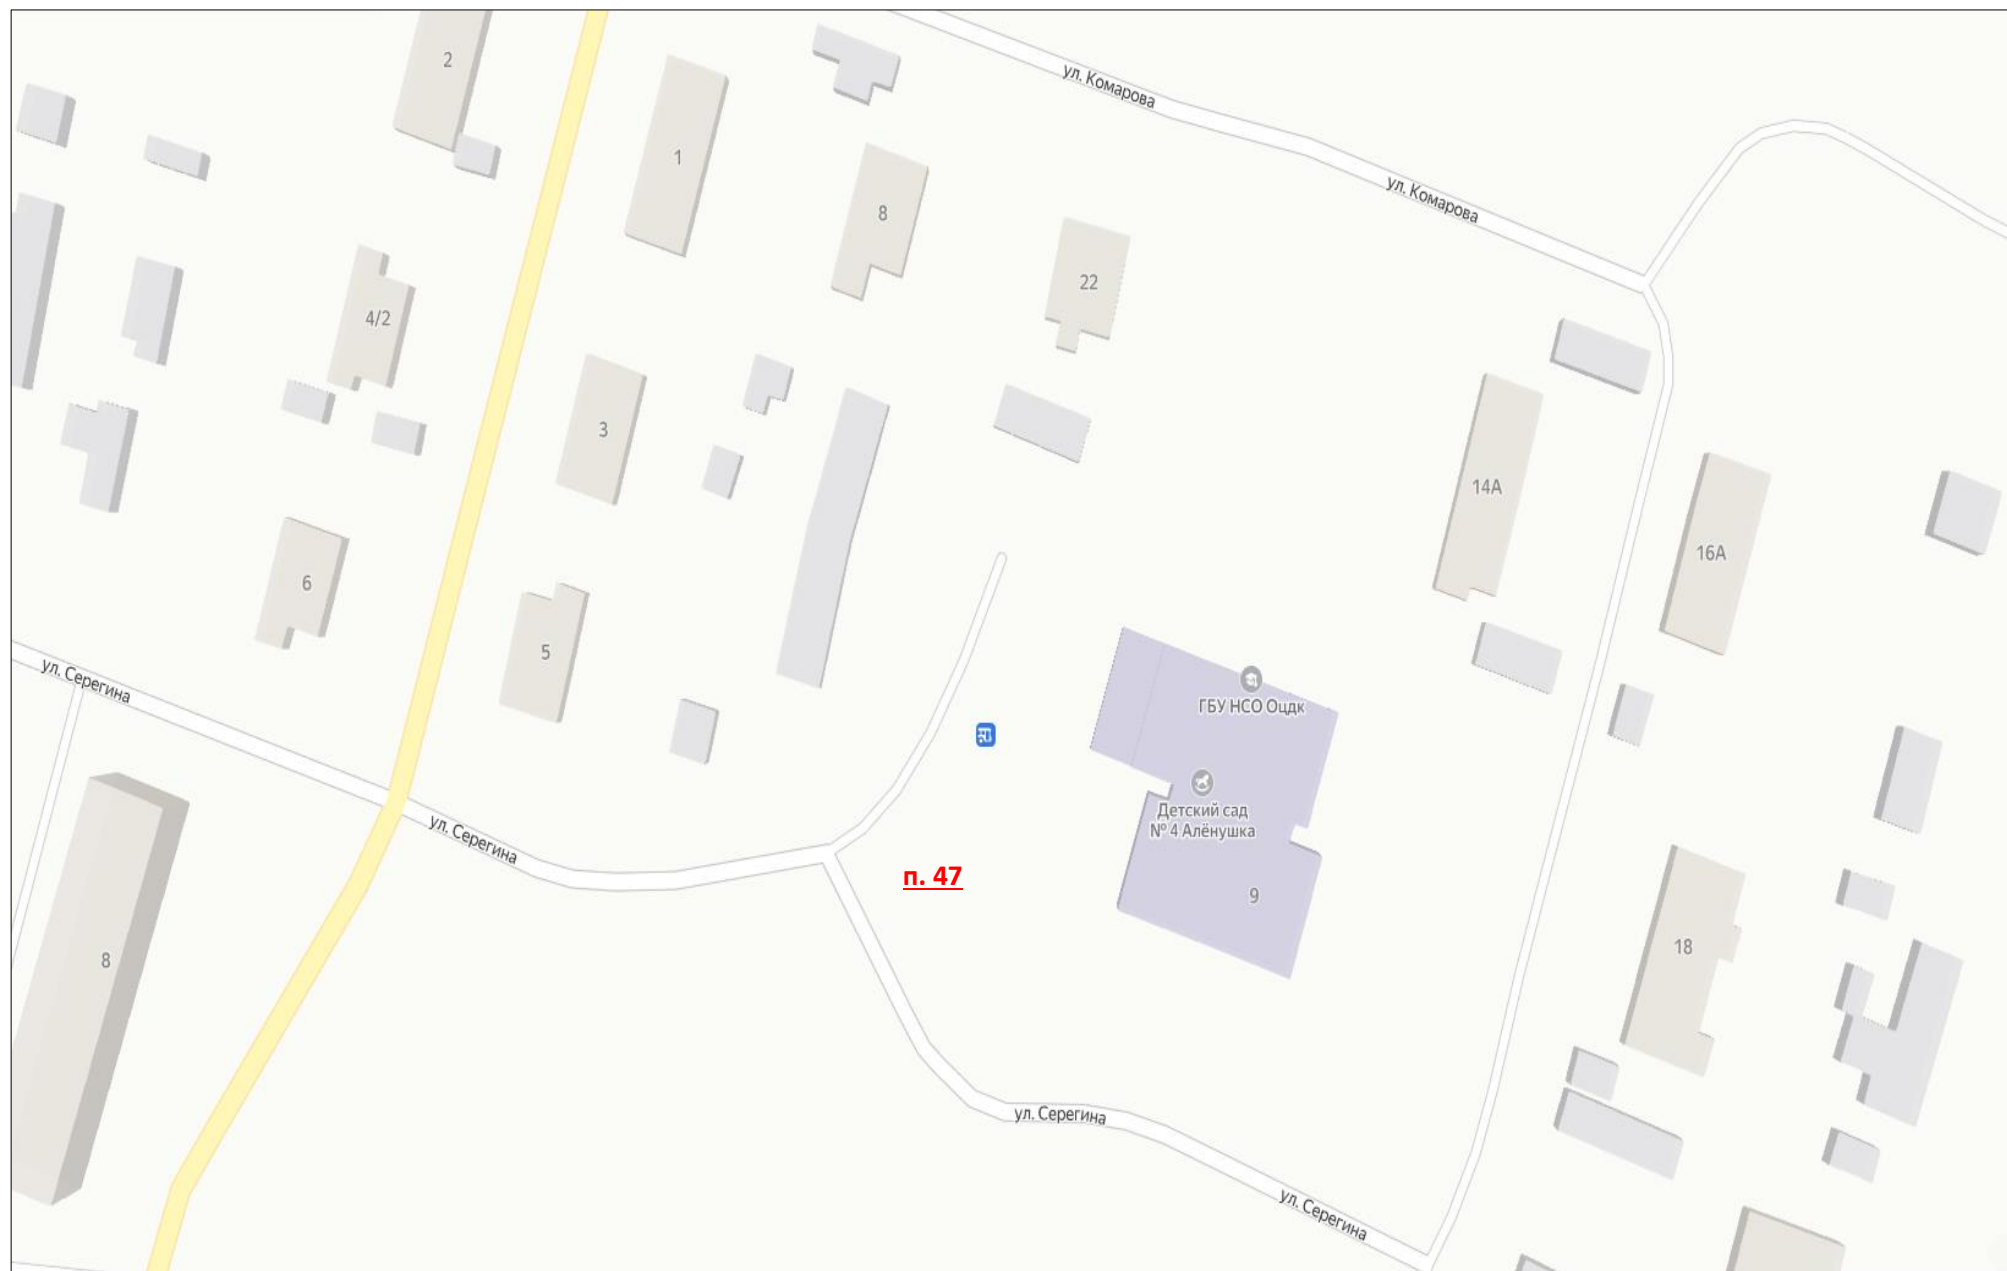 2
ул. Комарова
1
ул. Комарова
8
22
4/2
3
14А
16А
6
5
ул. Серегина
ГБУ НСО Оцдк
Детский сад
№ 4 Алёнушка
ул. Серегина
п. 47
9
18
8
ул. Серегина
ул. Серегина